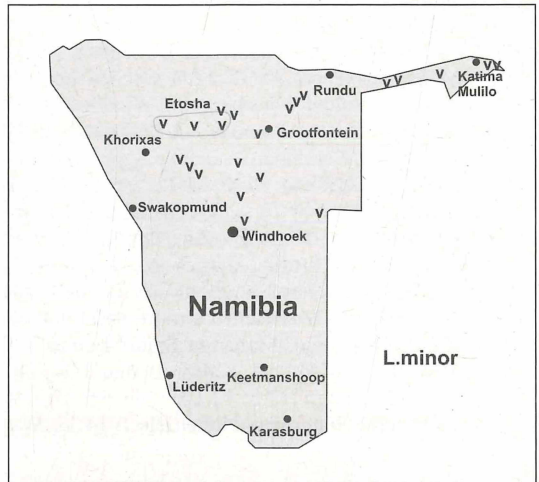 v v
Katima
Mulilo
v
v v
Rundu
v
v
v
Etosha
v
v
v v v
v
Grootfontein
Khorixas
v
v
v
v
v
v
Swakopmund
v
v
v
Windhoek
Namibia
L.minor
Keetmanshoop
Lüderitz
Karasburg